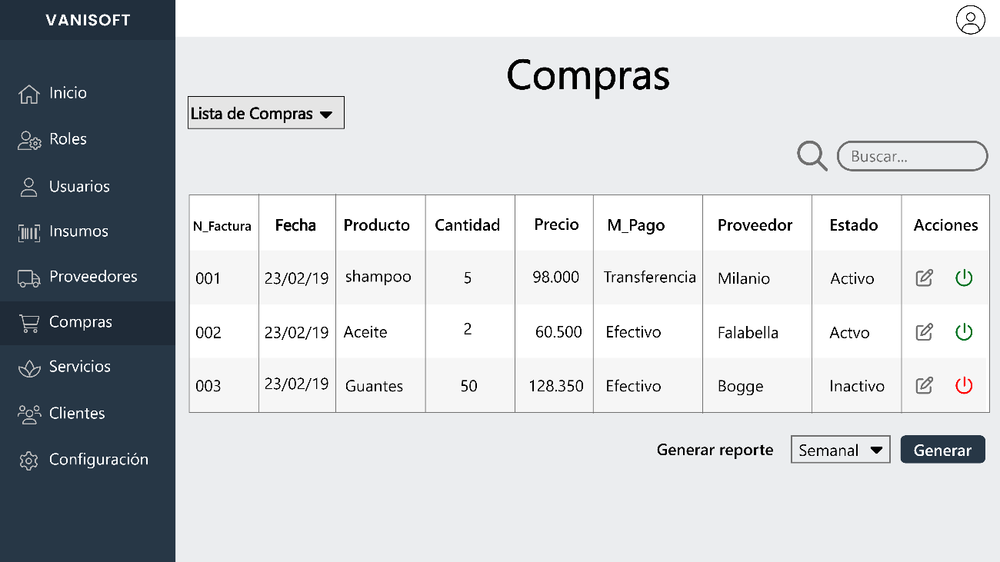 VANISOFT
Inicio
Roles
Usuarios
Insumos
Proveedores
Compras
Servicios
Clientes
Configuración
Compras
Lista de Compras
Buscar...
N_Factura Fecha Producto Cantidad Precio M_Pago Proveedor Estado Acciones
001 23/02/19 shampoo 5 98.000 Transferencia Milanio Activo
002 23/02/19 Aceite 2 60.500 Efectivo Falabella Actvo
003 23/02/19 Guantes 50 128.350 Efectivo Bogge Inactivo
Generar reporte Semanal Generar